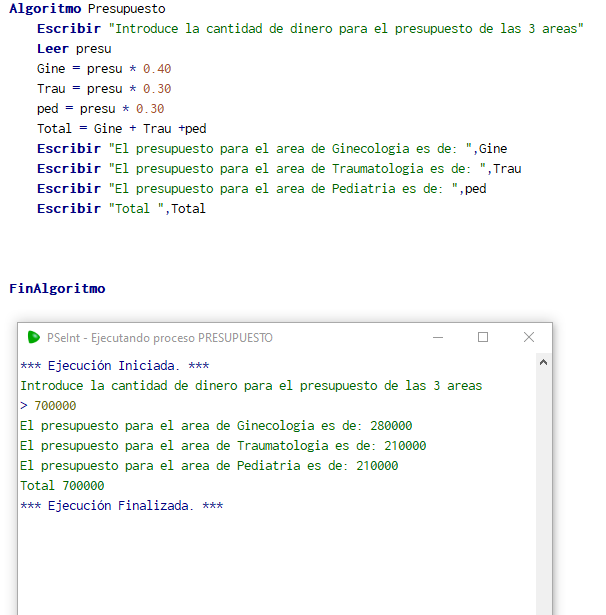 Algoritmo Presupuesto
Escribir "Introduce la cantidad de dinero para el presupuesto de las 3 areas"
Leer presu
Gine = presu * 0.40
Trau = presu * 0.30
ped = presu * 0.30
Total = Gine + Trau +ped
Escribir "El presupuesto para el area de Ginecologia es de: ",Gine
Escribir "El presupuesto para el area de Traumatologia es de: ",Trau
Escribir "El presupuesto para el area de Pediatria es de: ",ped
Escribir "Total ",Total
FinAlgoritmo
PSeInt - Ejecutando proceso PRESUPUESTO
*** Ejecución Iniciada. ***
Introduce la cantidad de dinero para el presupuesto de las 3 areas
> 700000
El presupuesto para el area de Ginecologia es de: 280000
El presupuesto para el area de Traumatologia es de: 210000
El presupuesto para el area de Pediatria es de: 210000
Total 700000
*** Ejecución Finalizada. ***